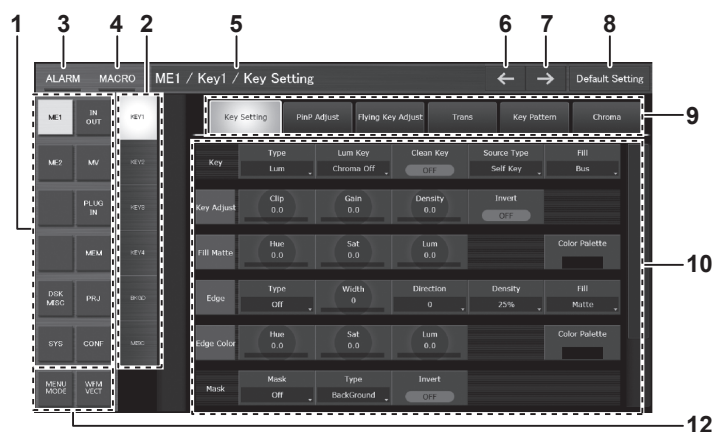 1 3 4 2 5 6 7 8
ALARM MACRO ME1 / Key1 / Key Setting ← → Default Setting
ME1 IN OUT KEY1
Key Setting PinP Adjust Flying Key Adjust Trans Key Pattern Chroma 9
ME2 MV KEY2
Key Type Lum Lum Key Chroma Off Clean Key OFF Source Type Self Key Fill Bus
PLUG IN KEY3
Key Adjust Clip 0.0 Gain 0.0 Density 0.0 Invert OFF
MEM KEY4
Fill Matte Hue 0.0 Sat 0.0 Lum 0.0 Color Palette 10
DSK MISC PRJ BKGD
Edge Type Off Width 0 Direction 0 Density 25% Fill Matte
SYS CONF MISC
Edge Color Hue 0.0 Sat 0.0 Lum 0.0 Color Palette
MENU MODE WFM VECT
Mask Mask Off Type BackGround Invert OFF
12